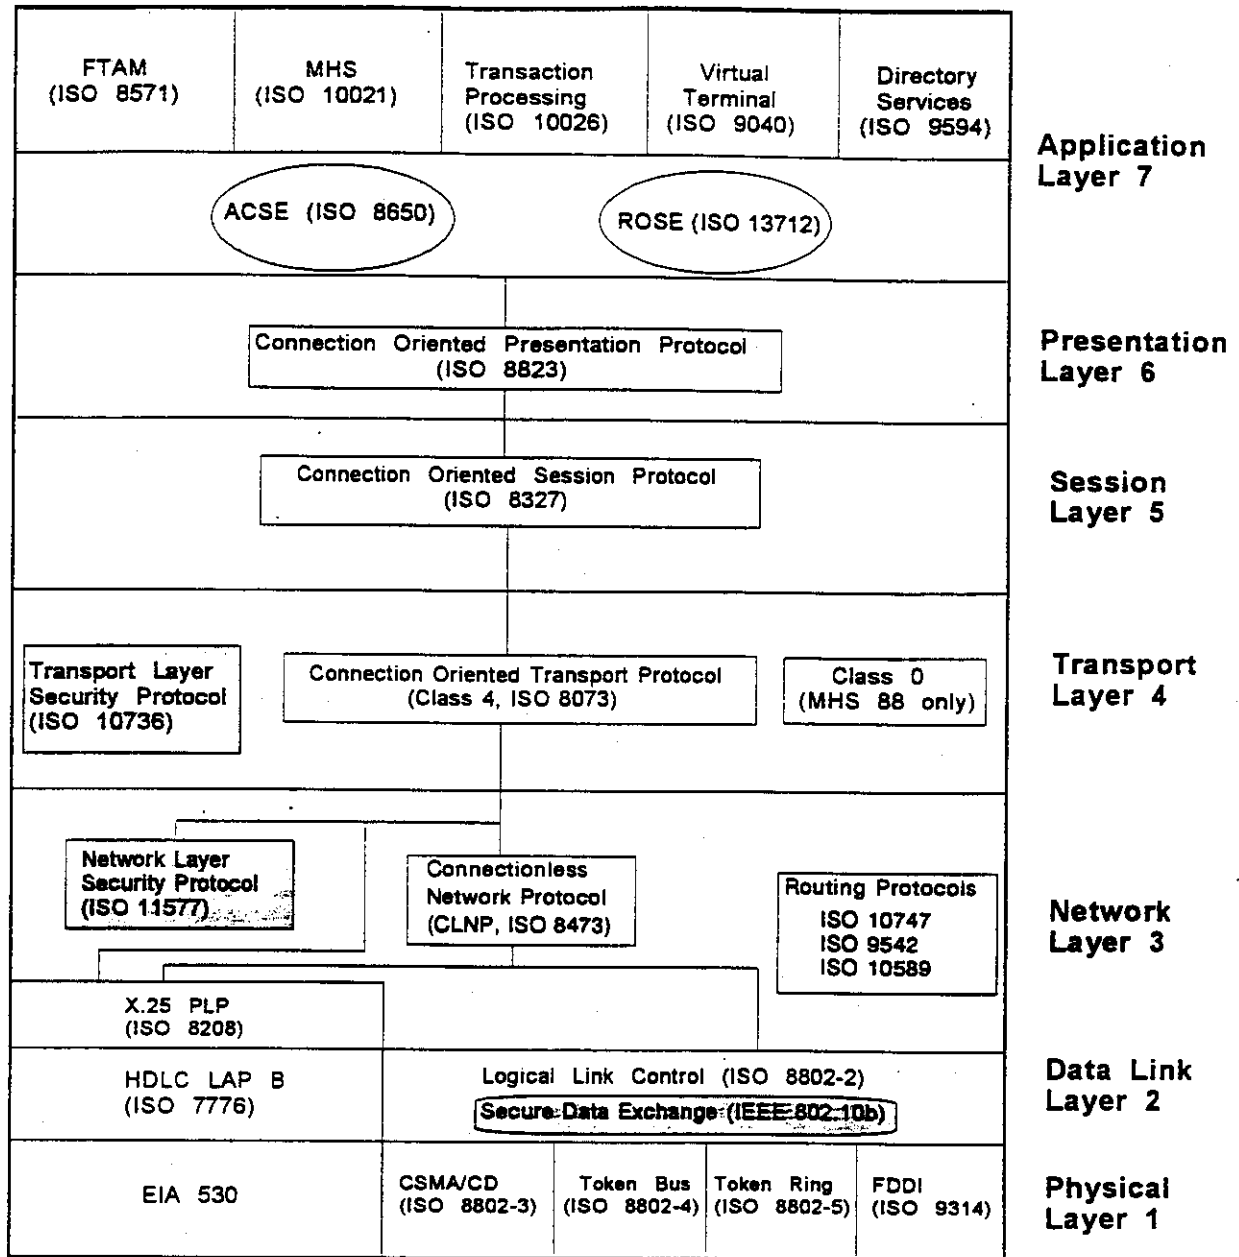 FTAM
(ISO 8571)
MHS
(ISO 10021)
Transaction
Processing
(ISO 10026)
Virtual
Terminal
(ISO 9040)
Directory
Services
(ISO 9594)
Application
Layer 7
ACSE (ISO 8650)
ROSE (ISO 13712)
Connection Oriented Presentation Protocol
(ISO 8823)
Presentation
Layer 6
Connection Oriented Session Protocol
(ISO 8327)
Session
Layer 5
Transport Layer
Security Protocol
(ISO 10736)
Connection Oriented Transport Protocol
(Class 4, ISO 8073)
Class 0
(MHS 88 only)
Transport
Layer 4
Network Layer
Security Protocol
(ISO 11577)
Connectionless
Network Protocol
(CLNP, ISO 8473)
Routing Protocols
ISO 10747
ISO 9542
ISO 10589
Network
Layer 3
X.25 PLP
(ISO 8208)
HDLC LAP B
(ISO 7776)
Logical Link Control (ISO 8802-2)
Secure Data Exchange (IEEE 802.10b)
Data Link
Layer 2
EIA 530
CSMA/CD
(ISO 8802-3)
Token Bus
(ISO 8802-4)
Token Ring
(ISO 8802-5)
FDDI
(ISO 9314)
Physical
Layer 1